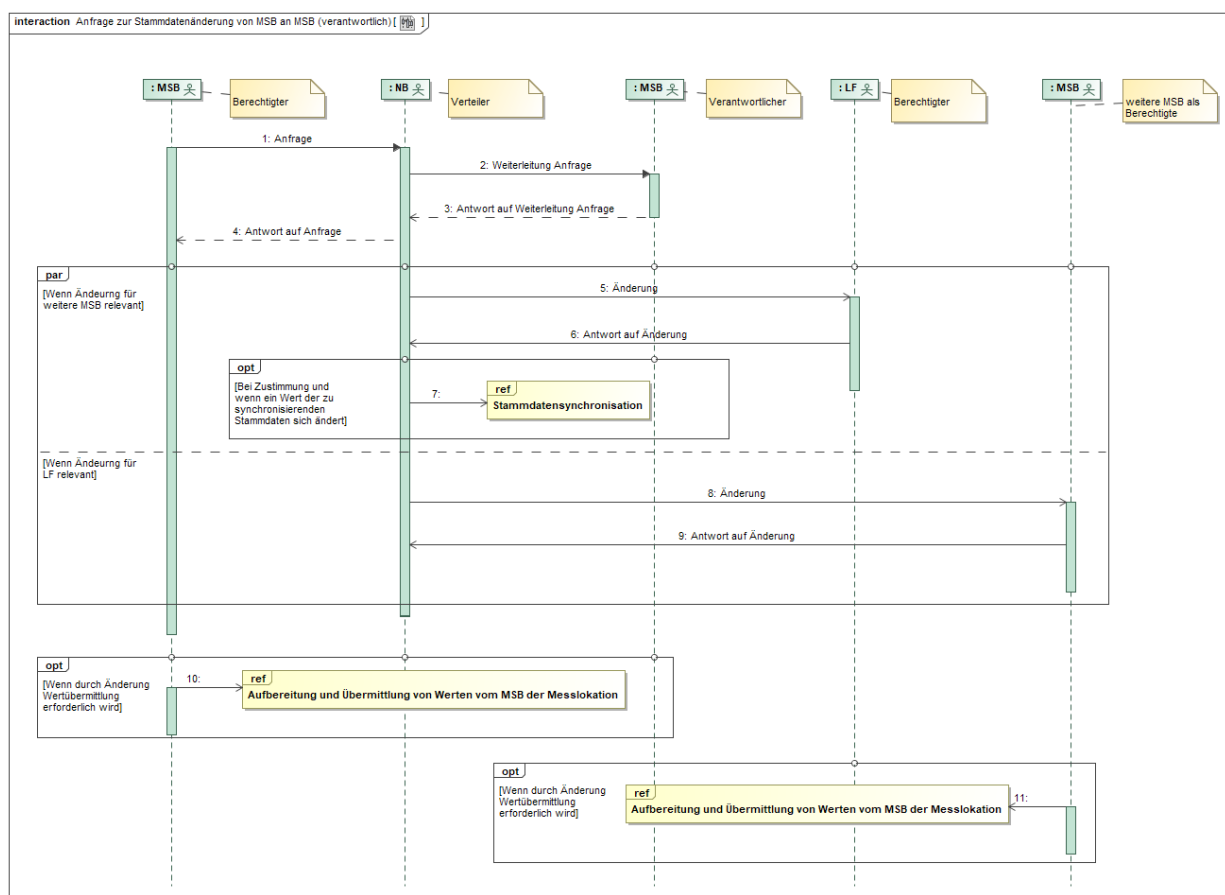 interaction Anfrage zur Stammdatenänderung von MSB an MSB (verantwortlich) [ ]
: MSB
Berechtigter
: NB
Verteiler
: MSB
Verantwortlicher
: LF
Berechtigter
: MSB
weitere MSB als
Berechtigte
1: Anfrage
2: Weiterleitung Anfrage
3: Antwort auf Weiterleitung Anfrage
4: Antwort auf Anfrage
par
[Wenn Ändeurng für
weitere MSB relevant]
5: Änderung
6: Antwort auf Änderung
opt
[Bei Zustimmung und
wenn ein Wert der zu
synchronisierenden
Stammdaten sich ändert]
7:
ref
Stammdatensynchronisation
[Wenn Ändeurng für
LF relevant]
8: Änderung
9: Antwort auf Änderung
opt
[Wenn durch Änderung
Wertübermittlung
erforderlich wird]
10:
ref
Aufbereitung und Übermittlung von Werten vom MSB der Messlokation
opt
[Wenn durch Änderung
Wertübermittlung
erforderlich wird]
ref
Aufbereitung und Übermittlung von Werten vom MSB der Messlokation
11: